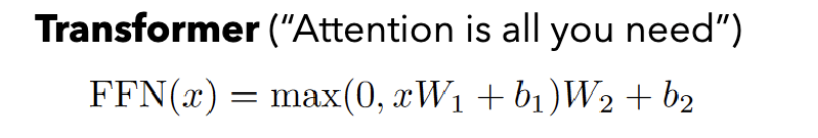 Transformer (“Attention is all you need”)
FFN(x) = max(0, xW₁ + b₁)W₂ + b₂